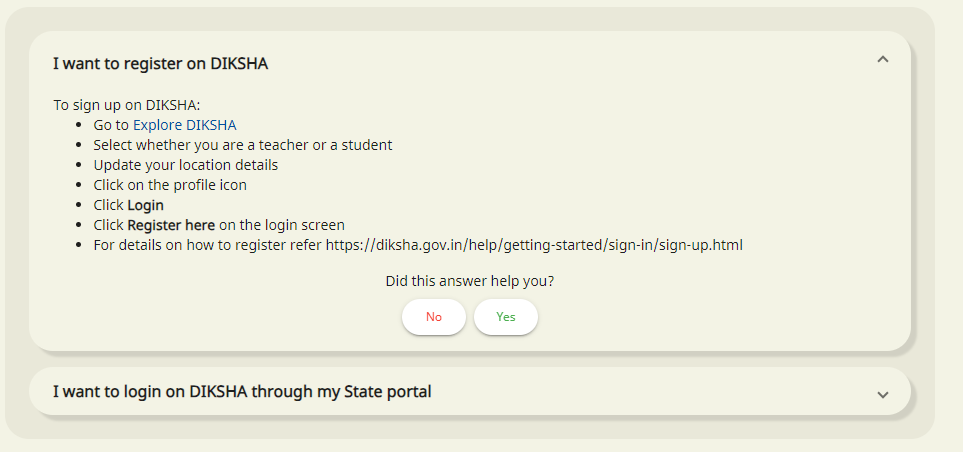 I want to register on DIKSHA
To sign up on DIKSHA:
• Go to Explore DIKSHA
• Select whether you are a teacher or a student
• Update your location details
• Click on the profile icon
• Click Login
• Click Register here on the login screen
• For details on how to register refer https://diksha.gov.in/help/getting-started/sign-in/sign-up.html
Did this answer help you?
No Yes
I want to login on DIKSHA through my State portal